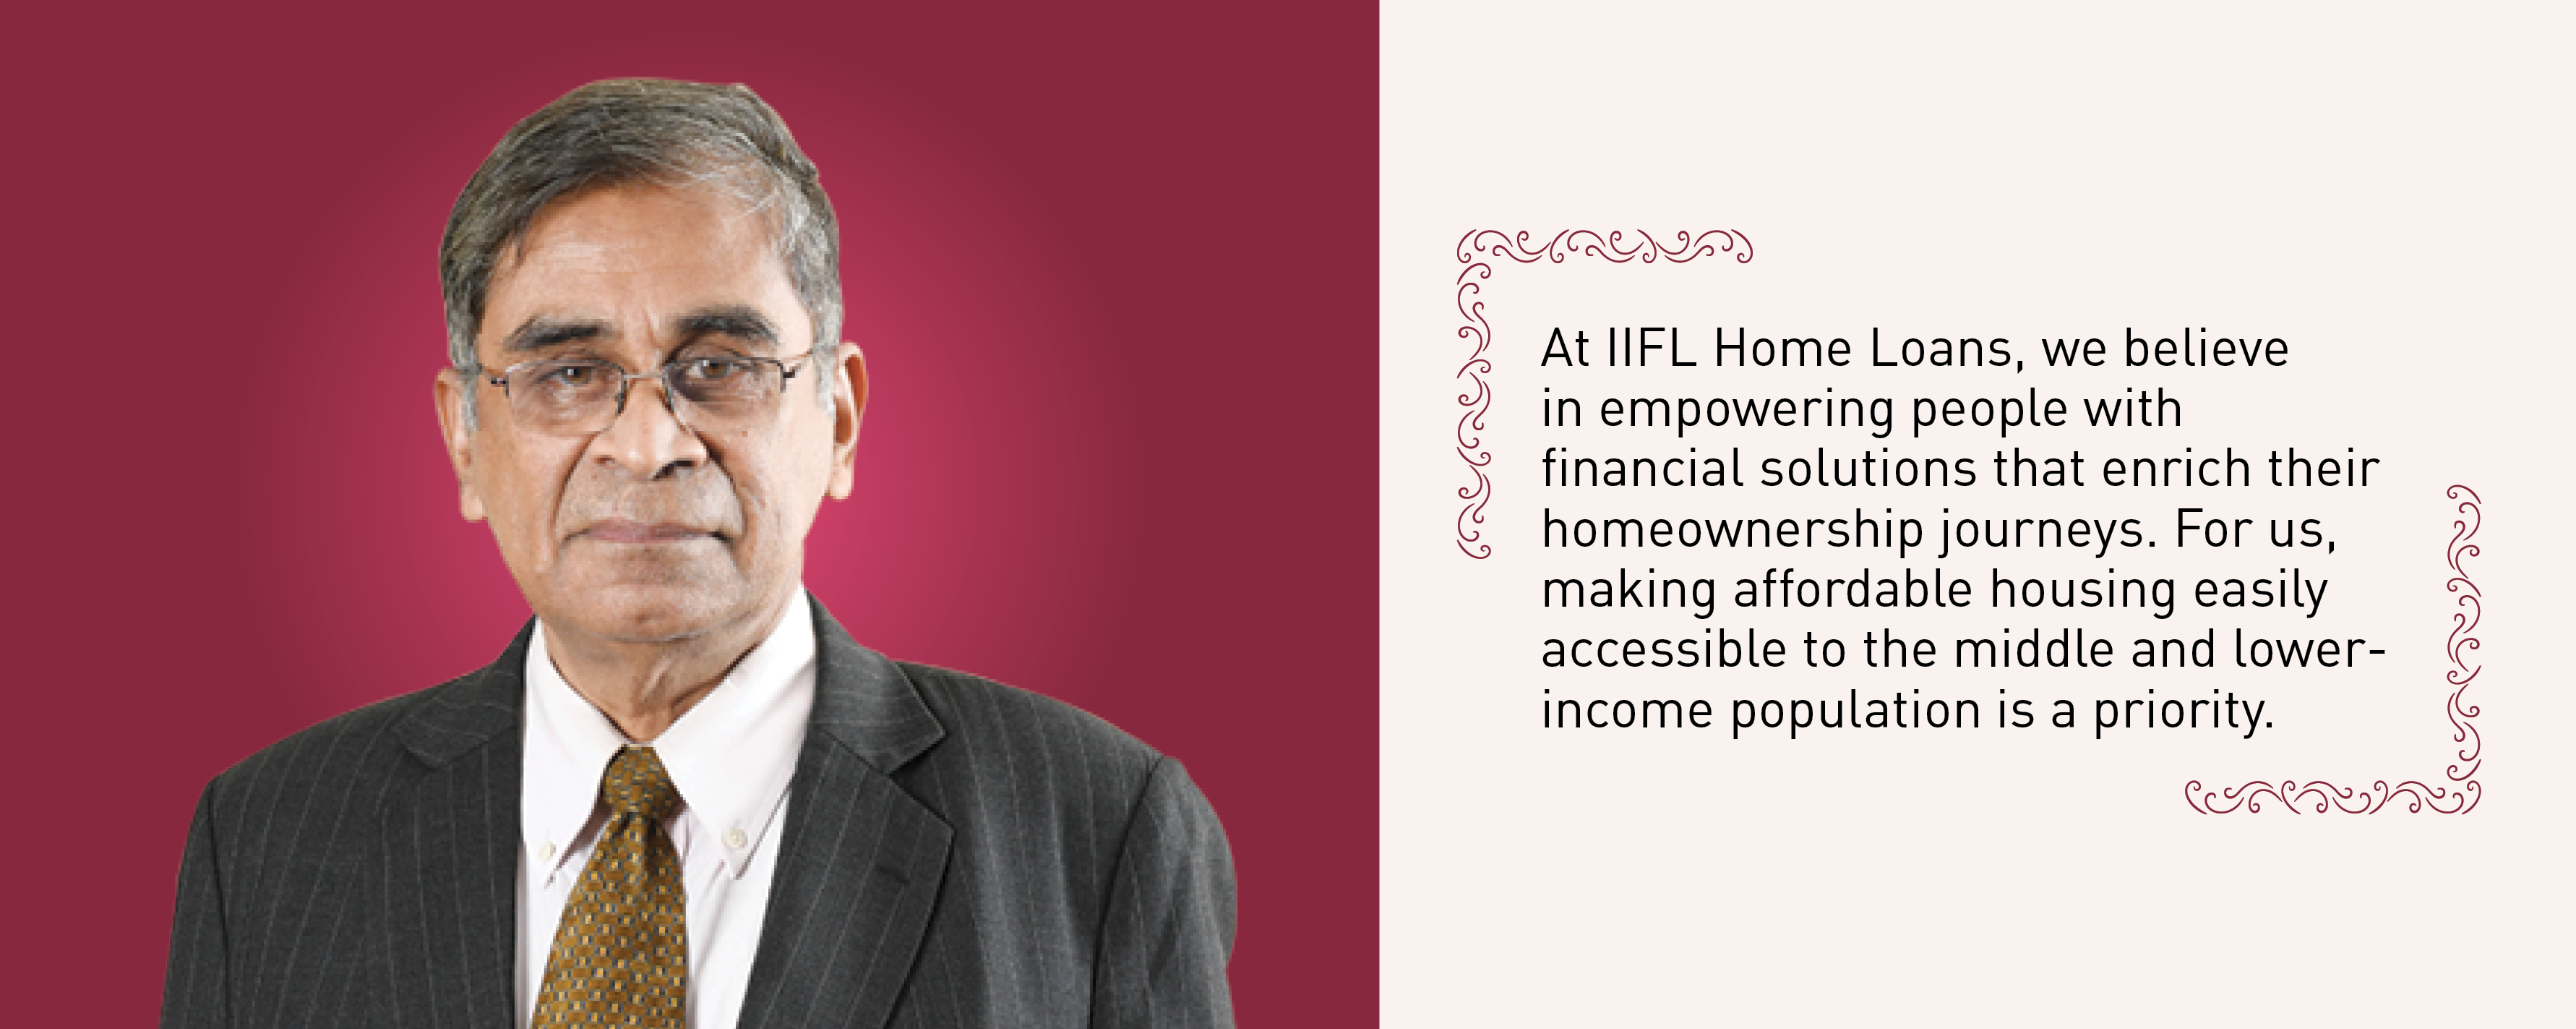 At IIFL Home Loans, we believe
in empowering people with
financial solutions that enrich their
homeownership journeys. For us,
making affordable housing easily
accessible to the middle and lower-
income population is a priority.